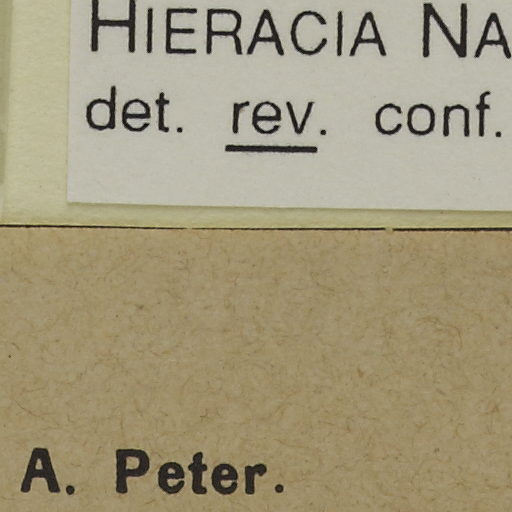 HIERACIA NA
det. rev. conf.
A. Peter.